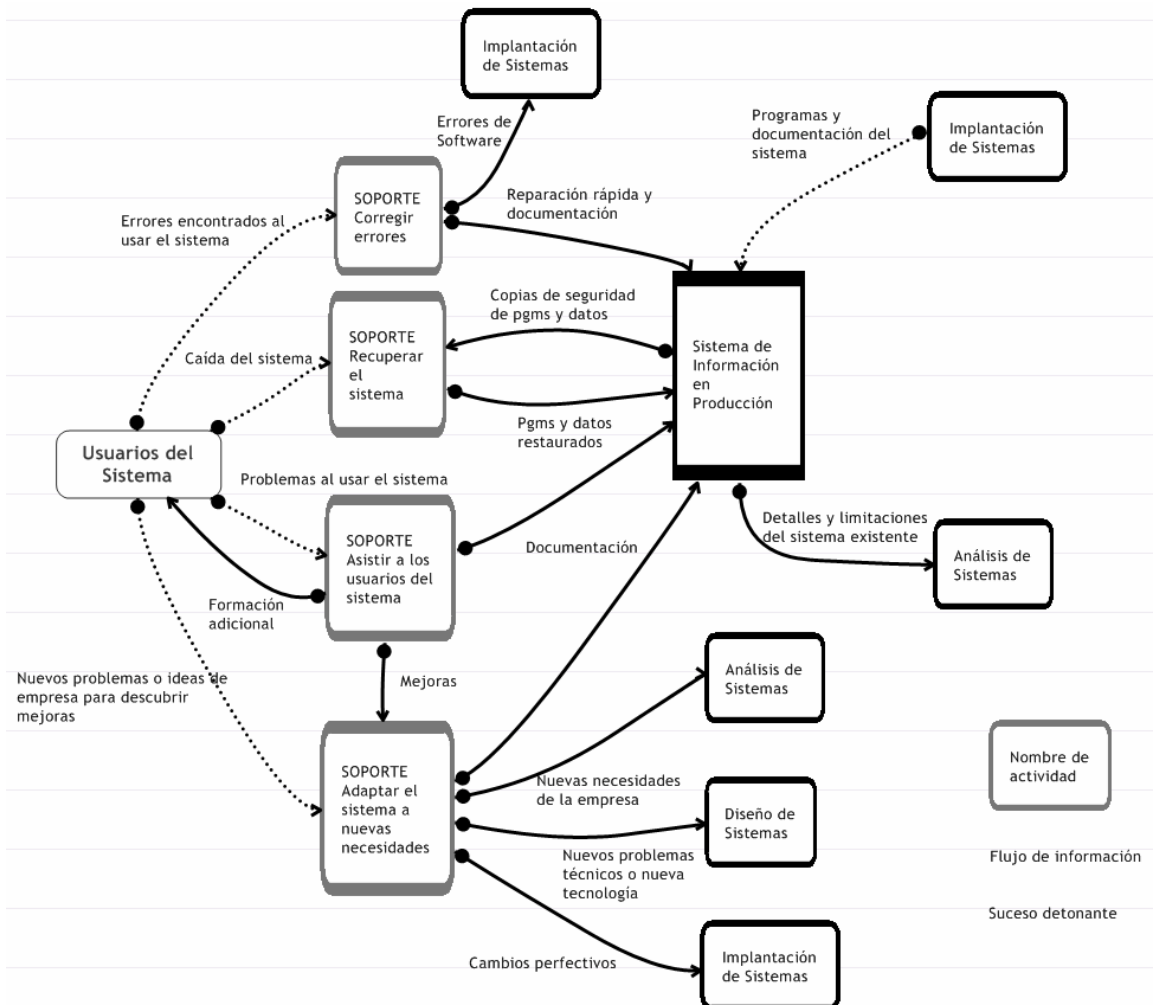 Implantación
de Sistemas
Errores de
Software
Programas y
documentación del
sistema
Implantación
de Sistemas
SOPORTE
Corregir
errores
Reparación rápida y
documentación
Errores encontrados al
usar el sistema
Copias de seguridad
de pgms y datos
SOPORTE
Recuperar
el
sistema
Caída del sistema
Sistema de
Información
en
Producción
Pgms y datos
restaurados
Usuarios del
Sistema
Problemas al usar el sistema
SOPORTE
Asistir a los
usuarios del
sistema
Documentación
Detalles y limitaciones
del sistema existente
Análisis de
Sistemas
Formación
adicional
Mejoras
Nuevos problemas o ideas de
empresa para descubrir
mejoras
Análisis de
Sistemas
SOPORTE
Adaptar el
sistema a
nuevas
necesidades
Nuevas necesidades
de la empresa
Diseño de
Sistemas
Nombre de
actividad
Nuevos problemas
técnicos o nueva
tecnología
Flujo de información
Suceso detonante
Cambios perfectivos
Implantación
de Sistemas